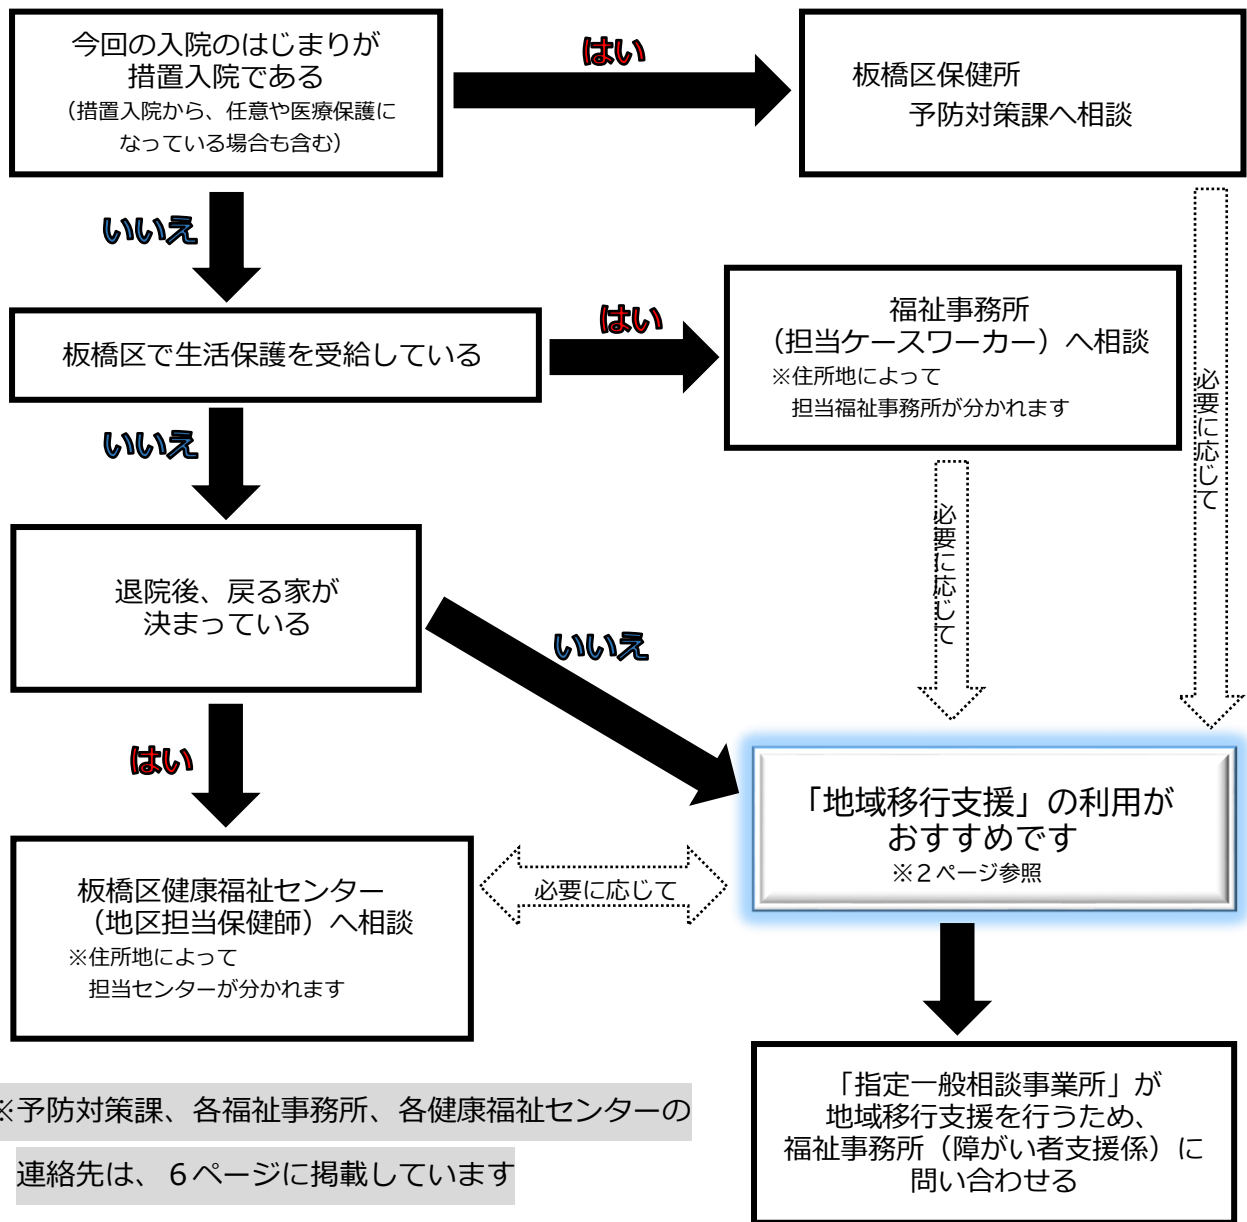 今回の入院のはじまりが
措置入院である
（措置入院から、任意や医療保護に
なっている場合も含む）
はい
板橋区保健所
予防対策課へ相談
いいえ
板橋区で生活保護を受給している
はい
福祉事務所
（担当ケースワーカー）へ相談
※住所地によって
担当福祉事務所が分かれます
必要に応じて
いいえ
必要に応じて
退院後、戻る家が
決まっている
いいえ
はい
「地域移行支援」の利用が
おすすめです
※２ページ参照
板橋区健康福祉センター
（地区担当保健師）へ相談
※住所地によって
担当センターが分かれます
必要に応じて
「指定一般相談事業所」が
地域移行支援を行うため、
福祉事務所（障がい者支援係）に
問い合わせる
※予防対策課、各福祉事務所、各健康福祉センターの
連絡先は、６ページに掲載しています